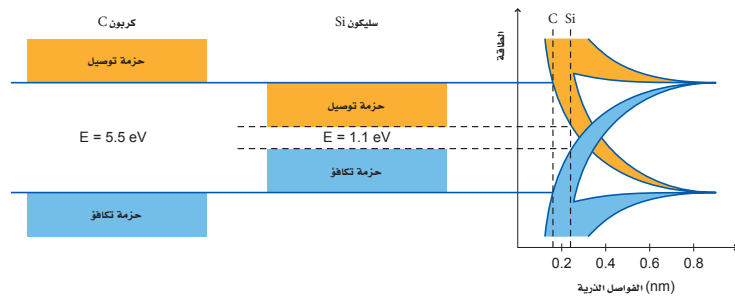 كربون C
سليكون Si
C
Si
الطاقة
حزمة توصيل
حزمة توصيل
E = 5.5 eV
E = 1.1 eV
حزمة تكافؤ
حزمة تكافؤ
0.2
0.4
0.6
0.8
الفواصل الذرية (nm)